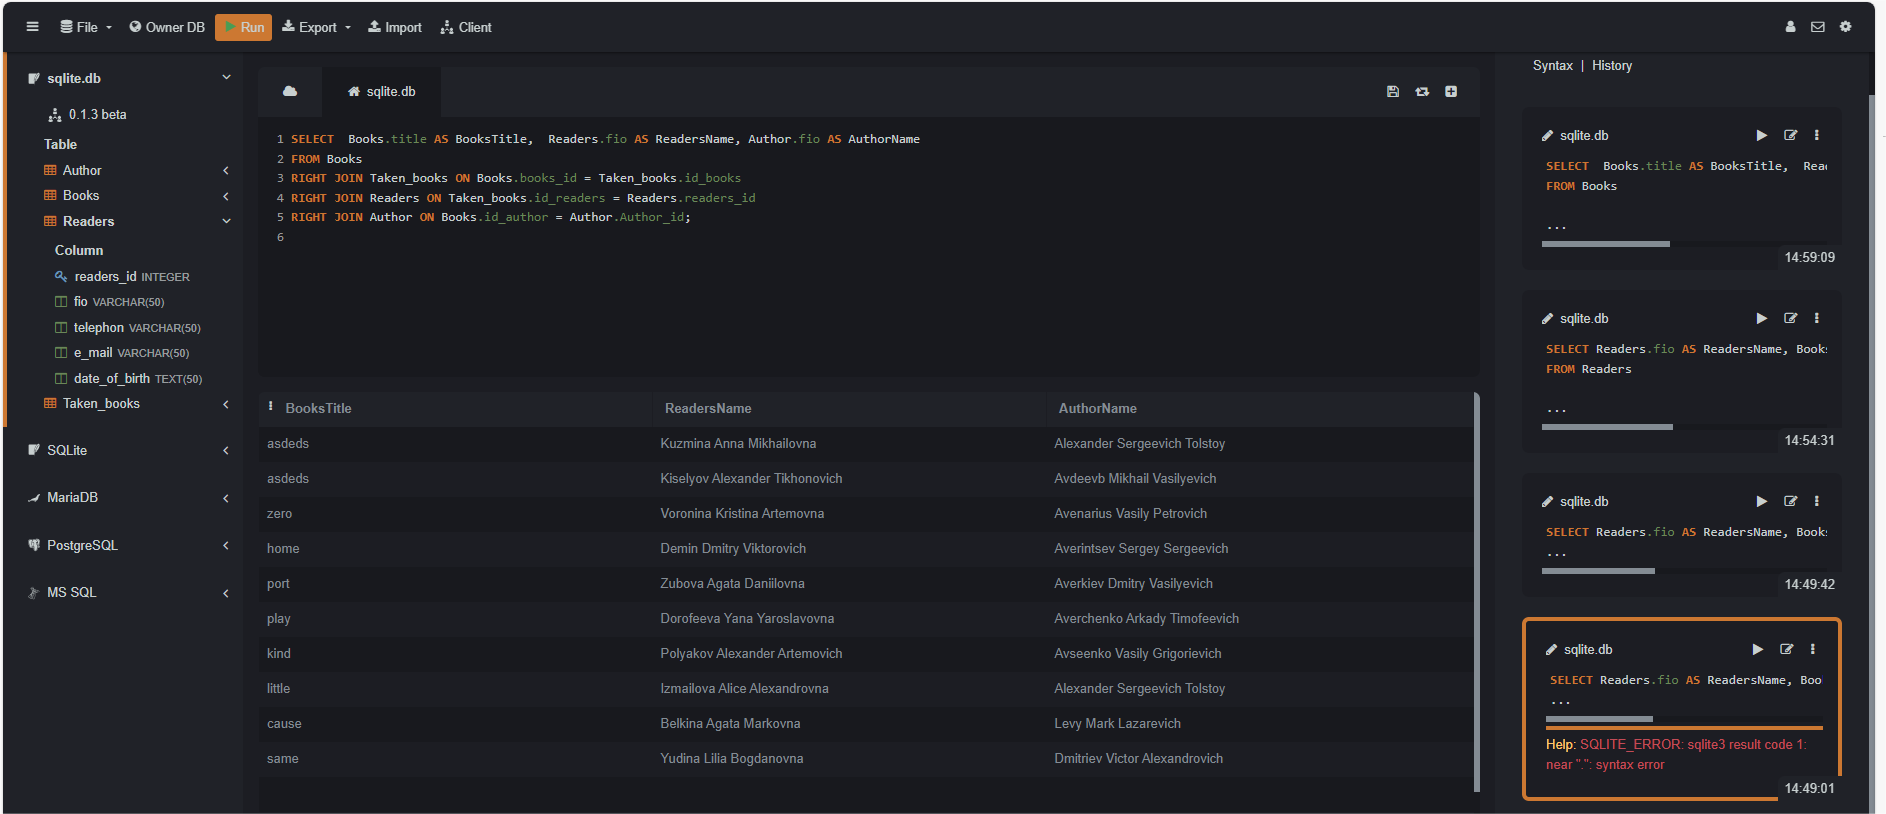 File Owner DB Run Export Import Client
sqlite.db
0.1.3 beta
Table
Author
Books
Readers
Column
readers_id INTEGER
fio VARCHAR(50)
telephon VARCHAR(50)
e_mail VARCHAR(50)
date_of_birth TEXT(50)
Taken_books
SQLite
MariaDB
PostgreSQL
MS SQL
sqlite.db
1 SELECT  Books.title AS BooksTitle,  Readers.fio AS ReadersName, Author.fio AS AuthorName
2 FROM Books
3 RIGHT JOIN Taken_books ON Books.books_id = Taken_books.id_books
4 RIGHT JOIN Readers ON Taken_books.id_readers = Readers.readers_id
5 RIGHT JOIN Author ON Books.id_author = Author.Author_id;
6
BooksTitle ReadersName AuthorName
asdeds Kuzmina Anna Mikhailovna Alexander Sergeevich Tolstoy
asdeds Kiselyov Alexander Tikhonovich Avdeevb Mikhail Vasilyevich
zero Voronina Kristina Artemovna Avenarius Vasily Petrovich
home Demin Dmitry Viktorovich Averintsev Sergey Sergeevich
port Zubova Agata Daniilovna Averkiev Dmitry Vasilyevich
play Dorofeeva Yana Yaroslavovna Averchenko Arkady Timofeevich
kind Polyakov Alexander Artemovich Avseenko Vasily Grigorievich
little Izmailova Alice Alexandrovna Alexander Sergeevich Tolstoy
cause Belkina Agata Markovna Levy Mark Lazarevich
same Yudina Lilia Bogdanovna Dmitriev Victor Alexandrovich
Syntax | History
sqlite.db
SELECT  Books.title AS BooksTitle,  Reac
FROM Books
...
14:59:09
sqlite.db
SELECT Readers.fio AS ReadersName, Books
FROM Readers
...
14:54:31
sqlite.db
SELECT Readers.fio AS ReadersName, Books
...
14:49:42
sqlite.db
SELECT Readers.fio AS ReadersName, Boo
...
Help: SQLITE_ERROR: sqlite3 result code 1:
near ".": syntax error
14:49:01